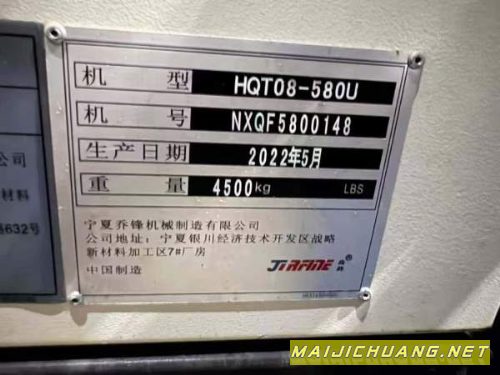 机 型 HQT08-580U
机 号 NXQF5800148
生产日期 2022年5月
重 量 4500kg LBS
宁夏乔锋机械制造有限公司
公司地址：宁夏银川经济技术开发区战略
新材料加工区7#厂房
中国制造
JIRFINE ®
公司
材料
632号
MAIJICHUANG.NET